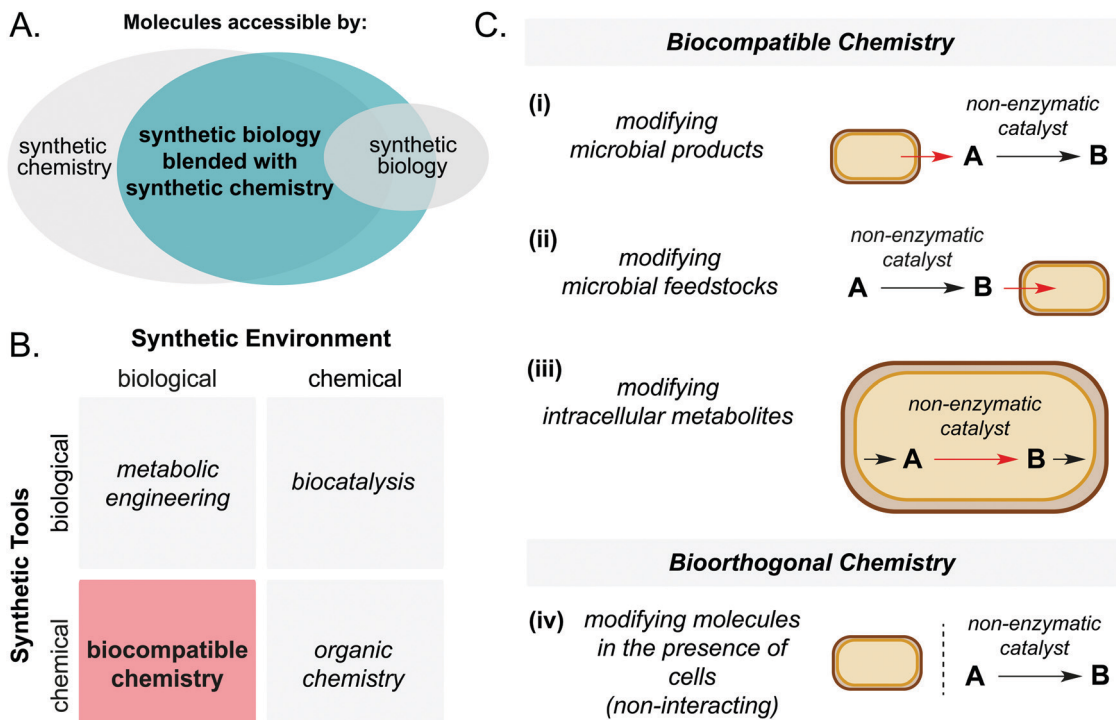 A.
Molecules accessible by:
synthetic
chemistry
synthetic biology
blended with
synthetic chemistry
synthetic
biology
B.
Synthetic Environment
biological
chemical
Synthetic Tools
biological
metabolic
engineering
biocatalysis
chemical
biocompatible
chemistry
organic
chemistry
C.
Biocompatible Chemistry
(i)
modifying
microbial products
non-enzymatic
catalyst
A
B
(ii)
modifying
microbial feedstocks
non-enzymatic
catalyst
A
B
(iii)
modifying
intracellular metabolites
non-enzymatic
catalyst
A
B
Bioorthogonal Chemistry
(iv)
modifying molecules
in the presence of
cells
(non-interacting)
non-enzymatic
catalyst
A
B